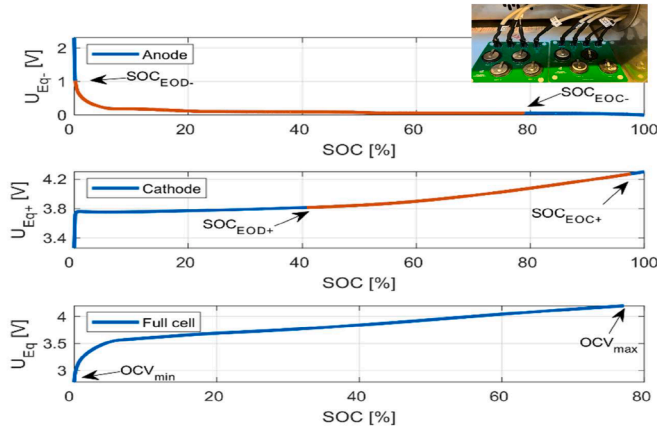 U_Eq- [V]
2
1
0
Anode
SOC_EOD-
SOC_EOC-
0 20 40 60 80 100
SOC [%]
U_Eq+ [V]
4.2
3.8
3.4
Cathode
SOC_EOD+
SOC_EOC+
0 20 40 60 80 100
SOC [%]
U_Eq [V]
4
3.5
3
Full cell
OCV_min
OCV_max
0 20 40 60 80
SOC [%]